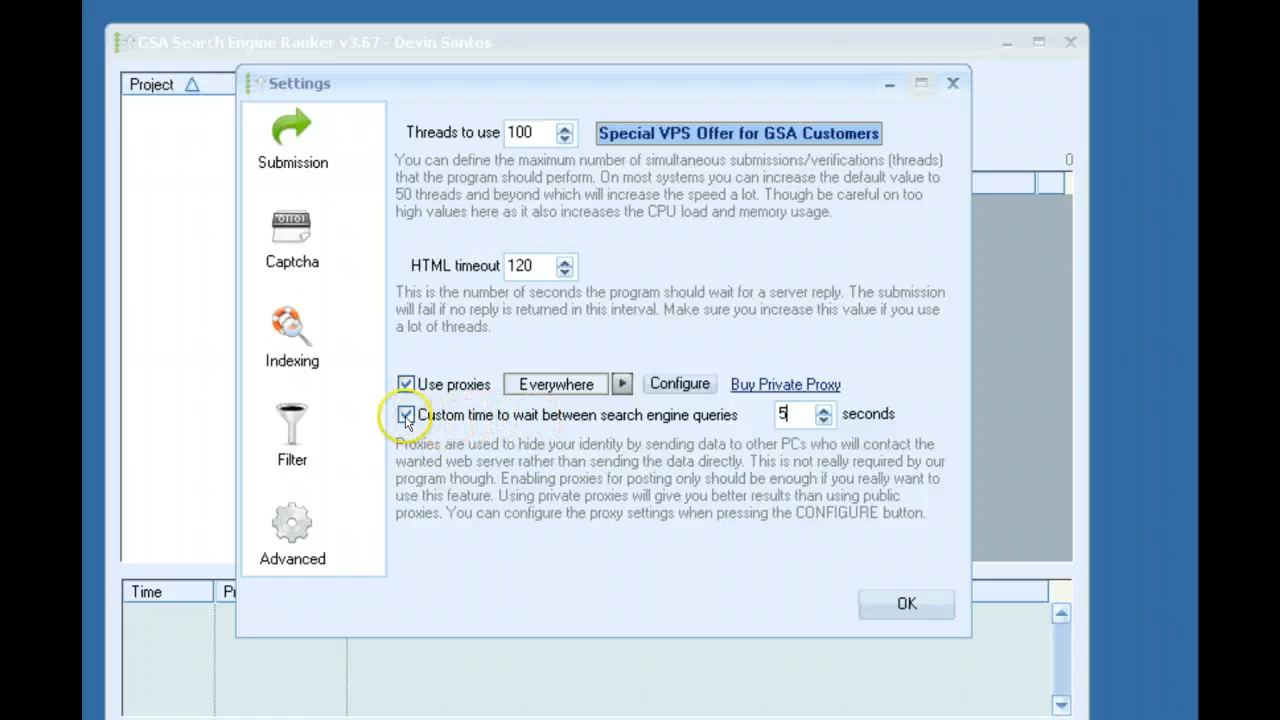 GSA Search Engine Ranker v3.67 - Devin Santos
Project
Settings
Submission
Captcha
Indexing
Filter
Advanced
Threads to use 100 Special VPS Offer for GSA Customers
You can define the maximum number of simultaneous submissions/verifications (threads)
that the program should perform. On most systems you can increase the default value to
50 threads and beyond which will increase the speed a lot. Though be careful on too
high values here as it also increases the CPU load and memory usage.
HTML timeout 120
This is the number of seconds the program should wait for a server reply. The submission
will fail if no reply is returned in this interval. Make sure you increase this value if you use
a lot of threads.
Use proxies Everywhere Configure Buy Private Proxy
Custom time to wait between search engine queries 5 seconds
Proxies are used to hide your identity by sending data to other PCs who will contact the
wanted web server rather than sending the data directly. This is not really required by our
program though. Enabling proxies for posting only should be enough if you really want to
use this feature. Using private proxies will give you better results than using public
proxies. You can configure the proxy settings when pressing the CONFIGURE button.
OK
0
Time